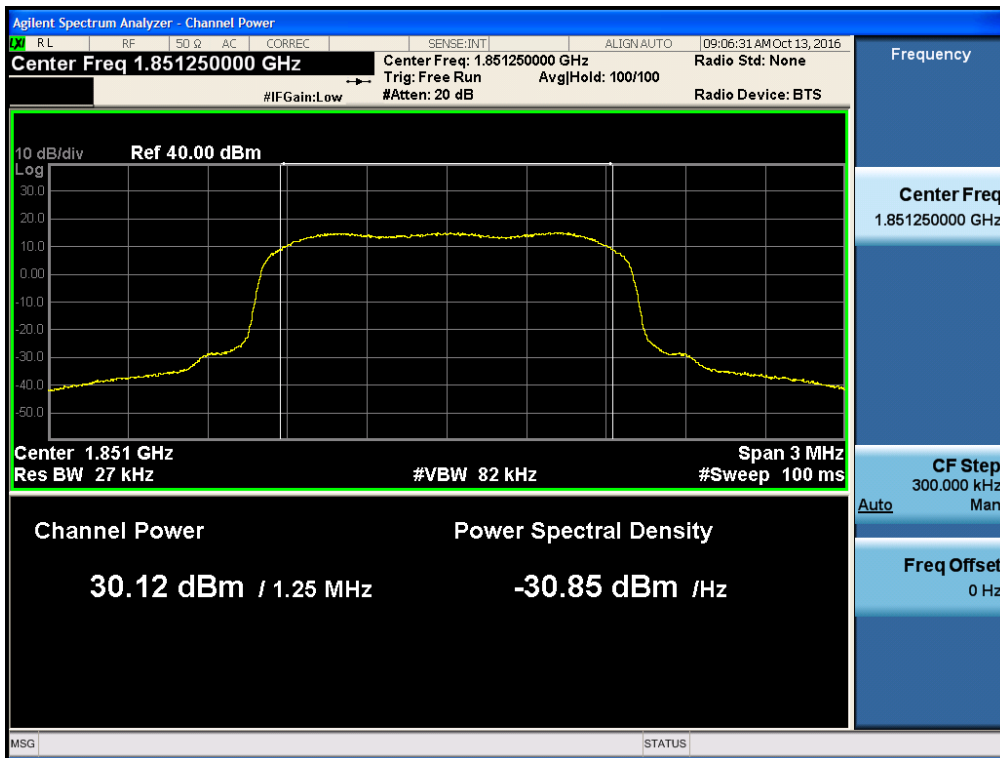 Agilent Spectrum Analyzer - Channel Power
LXI RL RF 50 Ω AC CORREC SENSE:INT ALIGN AUTO 09:06:31 AM Oct 13, 2016
Center Freq 1.851250000 GHz
Center Freq: 1.851250000 GHz Radio Std: None
Trig: Free Run Avg|Hold: 100/100
#IFGain:Low #Atten: 20 dB Radio Device: BTS
10 dB/div Ref 40.00 dBm
Log
30.0
20.0
10.0
0.00
-10.0
-20.0
-30.0
-40.0
-50.0
Center 1.851 GHz Span 3 MHz
Res BW 27 kHz #VBW 82 kHz #Sweep 100 ms
Channel Power Power Spectral Density
30.12 dBm / 1.25 MHz -30.85 dBm /Hz
Frequency
Center Freq
1.851250000 GHz
CF Step
300.000 kHz
Auto Man
Freq Offset
0 Hz
MSG STATUS